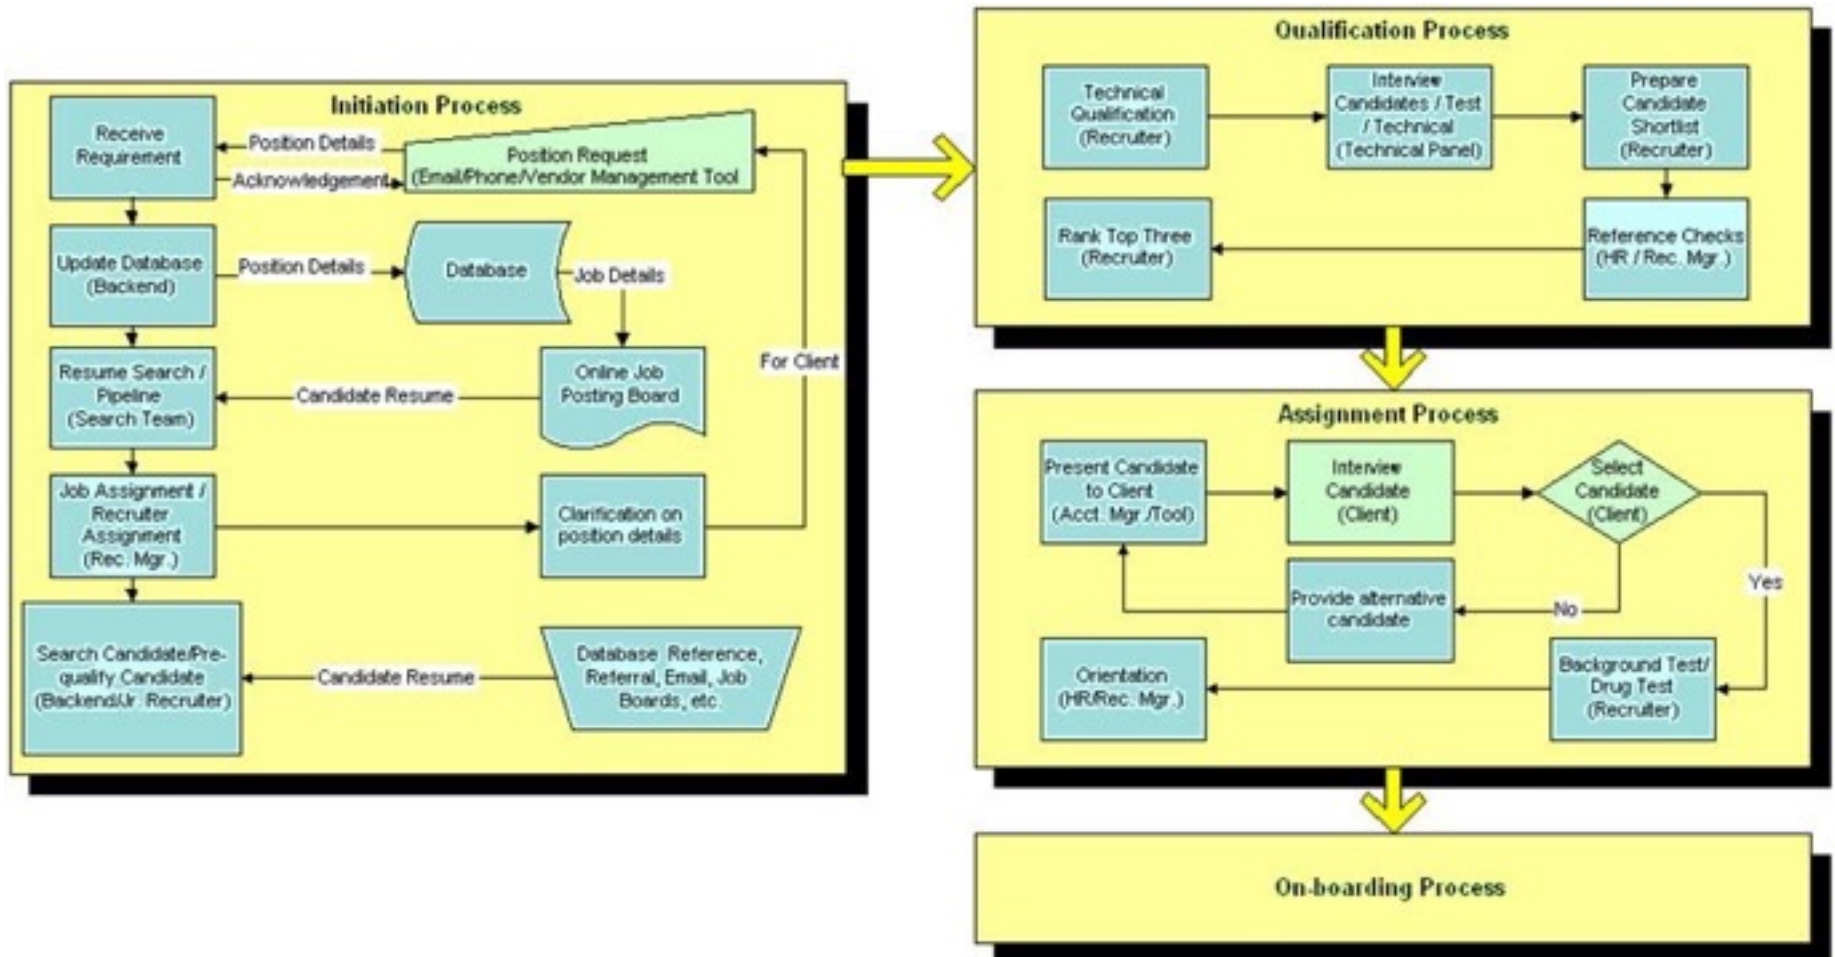 Initiation Process
Receive
Requirement
Position Details
Acknowledgement
Position Request
(Email/Phone/Vendor Management Tool
Update Database
(Backend)
Position Details
Database
Job Details
Resume Search /
Pipeline
(Search Team)
Candidate Resume
Online Job
Posting Board
For Client
Job Assignment /
Recruiter
Assignment
(Rec. Mgr.)
Clarification on
position details
Search Candidate/Pre-
qualify Candidate
(Backend/Jr. Recruiter)
Candidate Resume
Database Reference,
Referral, Email, Job
Boards, etc.
Qualification Process
Technical
Qualification
(Recruiter)
Interview
Candidates / Test
/ Technical
(Technical Panel)
Prepare
Candidate
Shortlist
(Recruiter)
Rank Top Three
(Recruiter)
Reference Checks
(HR / Rec. Mgr.)
Assignment Process
Present Candidate
to Client
(Acct. Mgr./Tool)
Interview
Candidate
(Client)
Select
Candidate
(Client)
Yes
No
Provide alternative
candidate
Orientation
(HR/Rec. Mgr.)
Background Test/
Drug Test
(Recruiter)
On-boarding Process